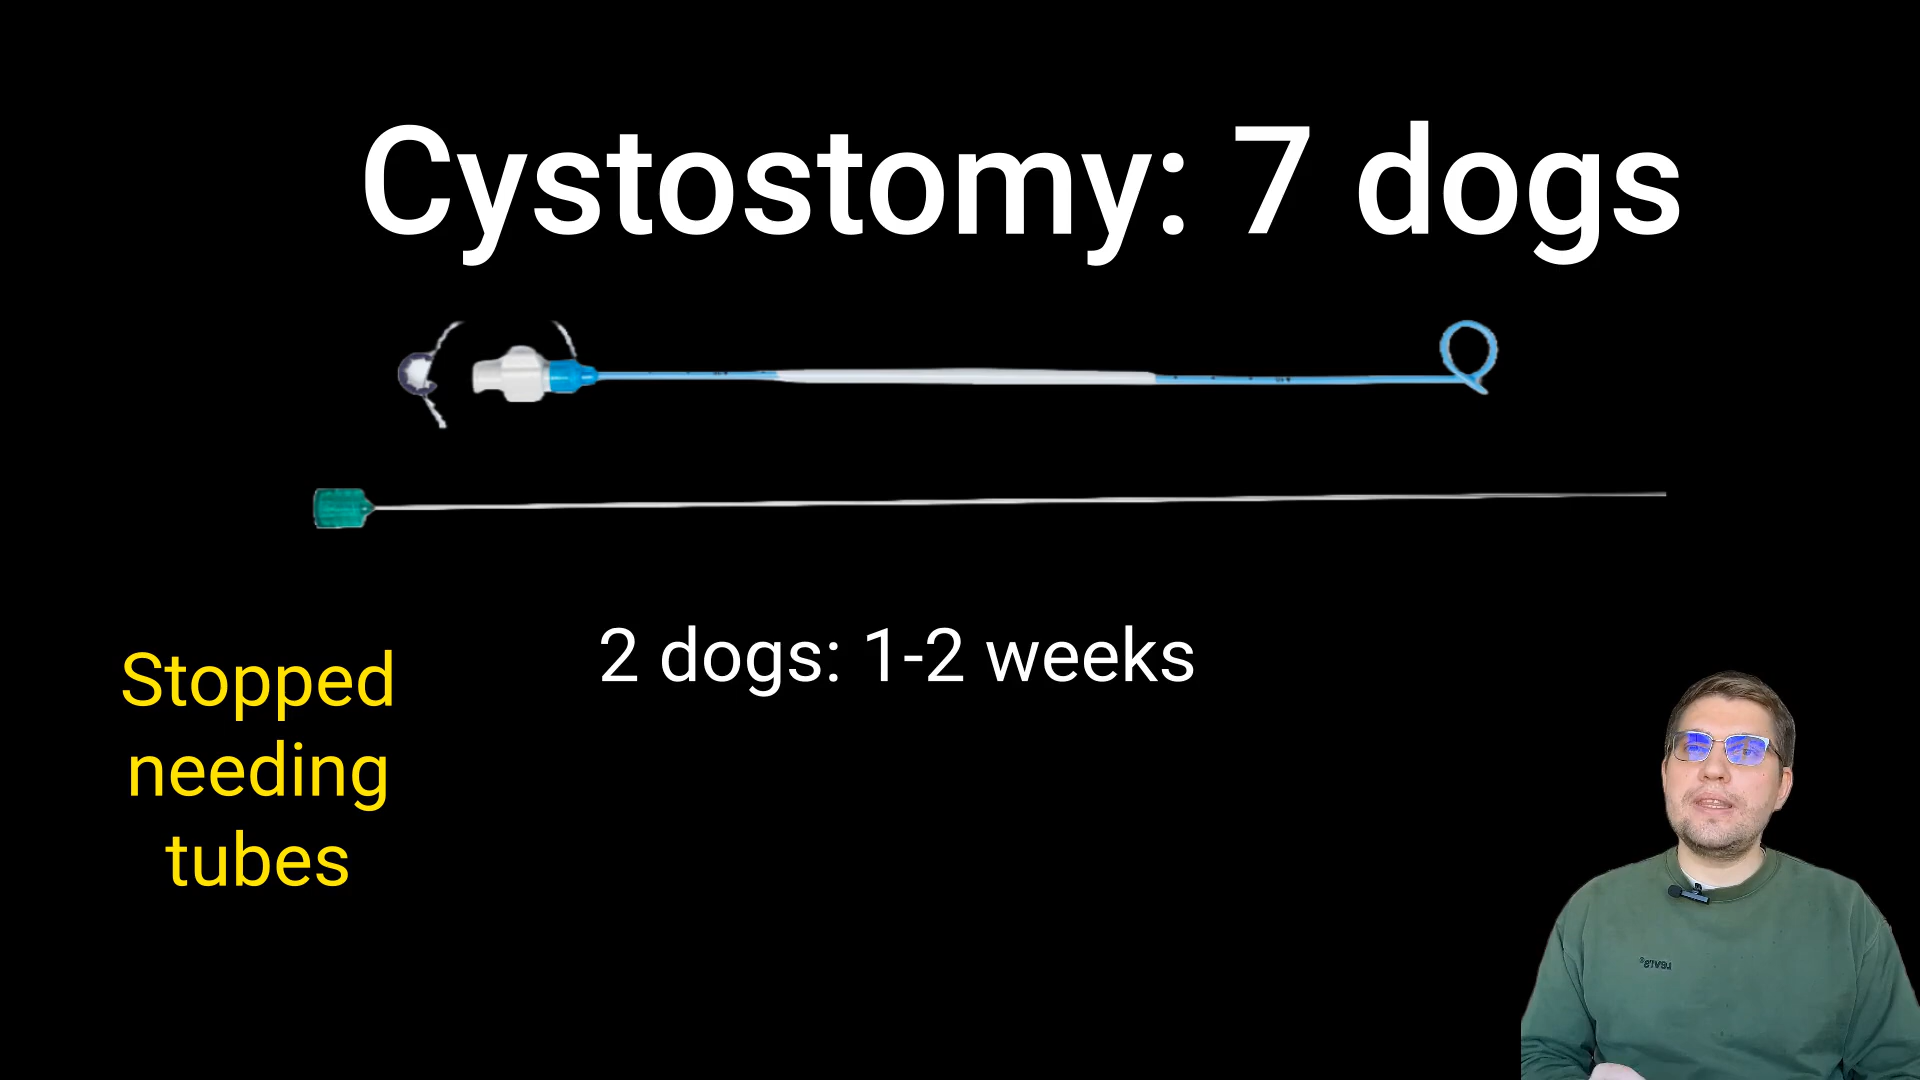 Cystostomy: 7 dogs
2 dogs: 1-2 weeks
Stopped
needing
tubes